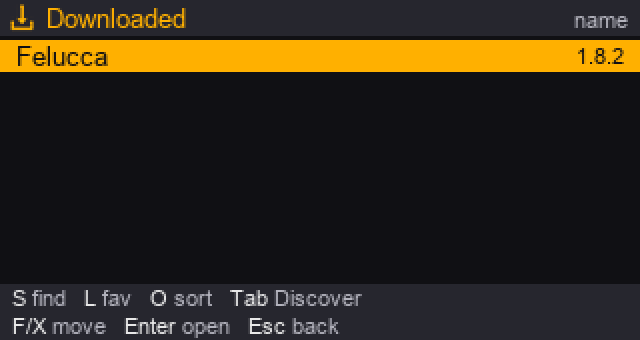 Downloaded name
Felucca 1.8.2
S find L fav O sort Tab Discover
F/X move Enter open Esc back